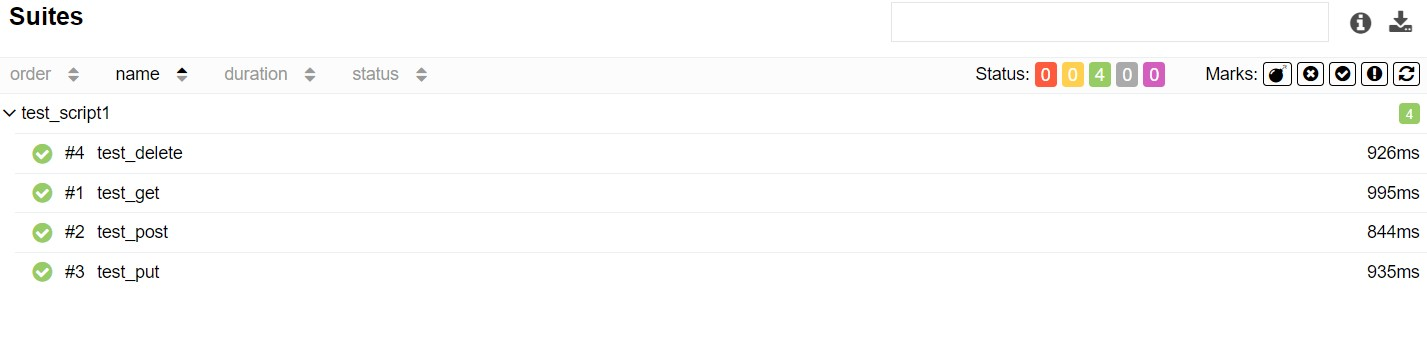 Suites
order name duration status Status: 0 0 4 0 0 Marks:
test_script1 4
#4 test_delete 926ms
#1 test_get 995ms
#2 test_post 844ms
#3 test_put 935ms